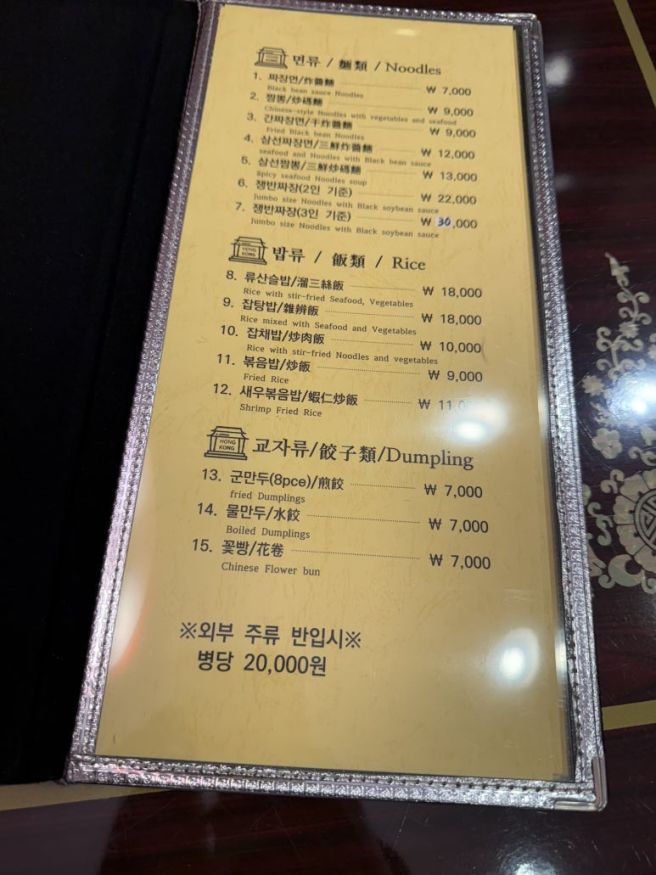 면류 / 麵類 / Noodles
1. 짜장면/炸醬麵 ₩ 7,000
Black bean sauce Noodles
2. 짬뽕/炒碼麵 ₩ 9,000
Chinese-style Noodles with vegetables and seafood
3. 간짜장면/干炸醬麵 ₩ 9,000
Fried Black bean Noodles
4. 삼선짜장면/三鮮炸醬麵 ₩ 12,000
seafood and Noodles with Black bean sauce
5. 삼선짬뽕/三鮮炒碼麵 ₩ 13,000
Spicy seafood Noodles soup
6. 쟁반짜장(2인 기준) ₩ 22,000
Jumbo size Noodles with Black soybean sauce
7. 쟁반짜장(3인 기준) ₩ 30,000
Jumbo size Noodles with Black soybean sauce
HONG KONG
밥류 / 飯類 / Rice
8. 류산슬밥/溜三絲飯 ₩ 18,000
Rice with stir-fried Seafood, Vegetables
9. 잡탕밥/雜辨飯 ₩ 18,000
Rice mixed with Seafood and Vegetables
10. 잡채밥/炒肉飯 ₩ 10,000
Rice with stir-fried Noodles and vegetables
11. 볶음밥/炒飯 ₩ 9,000
Fried Rice
12. 새우볶음밥/蝦仁炒飯 ₩ 11,0
Shrimp Fried Rice
HONG KONG
교자류/餃子類/Dumpling
13. 군만두(8pce)/煎餃 ₩ 7,000
fried Dumplings
14. 물만두/水餃 ₩ 7,000
Boiled Dumplings
15. 꽃빵/花卷 ₩ 7,000
Chinese Flower bun
※외부 주류 반입시※
병당 20,000원